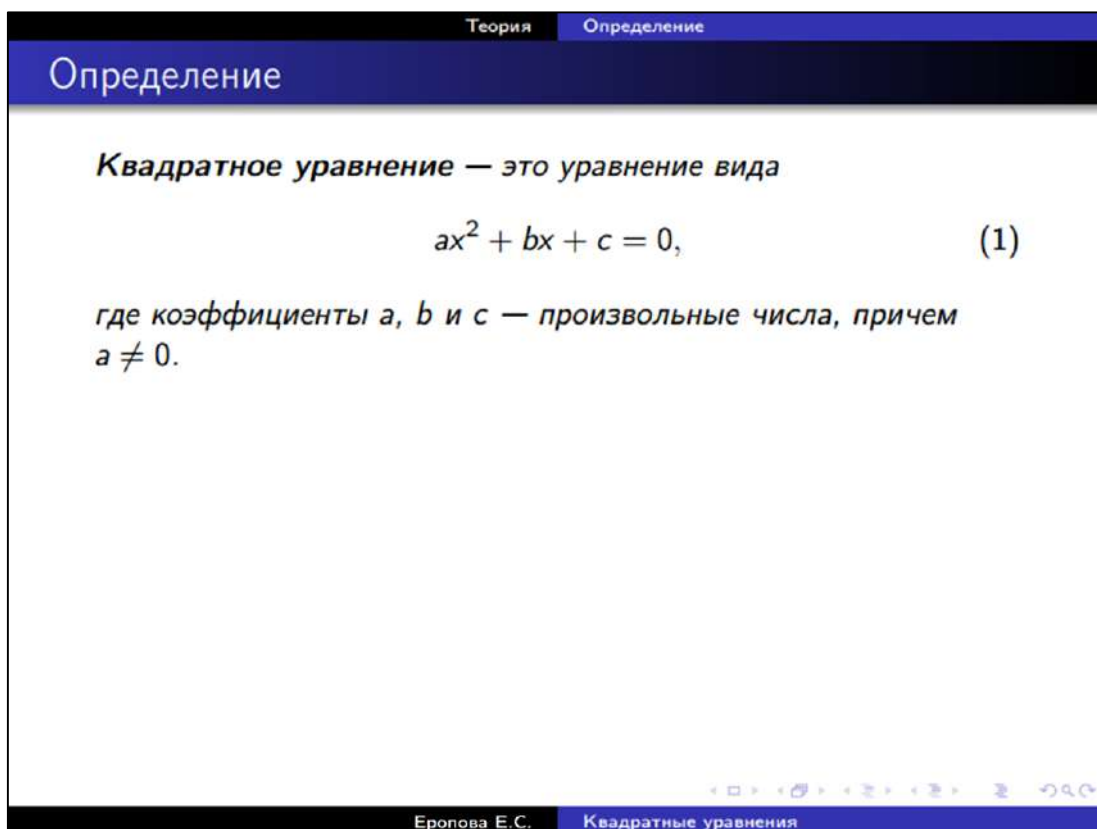 Теория Определение
Определение
Квадратное уравнение — это уравнение вида
ax² + bx + c = 0, (1)
где коэффициенты a, b и c — произвольные числа, причем
a ≠ 0.
Еропова Е.С. Квадратные уравнения